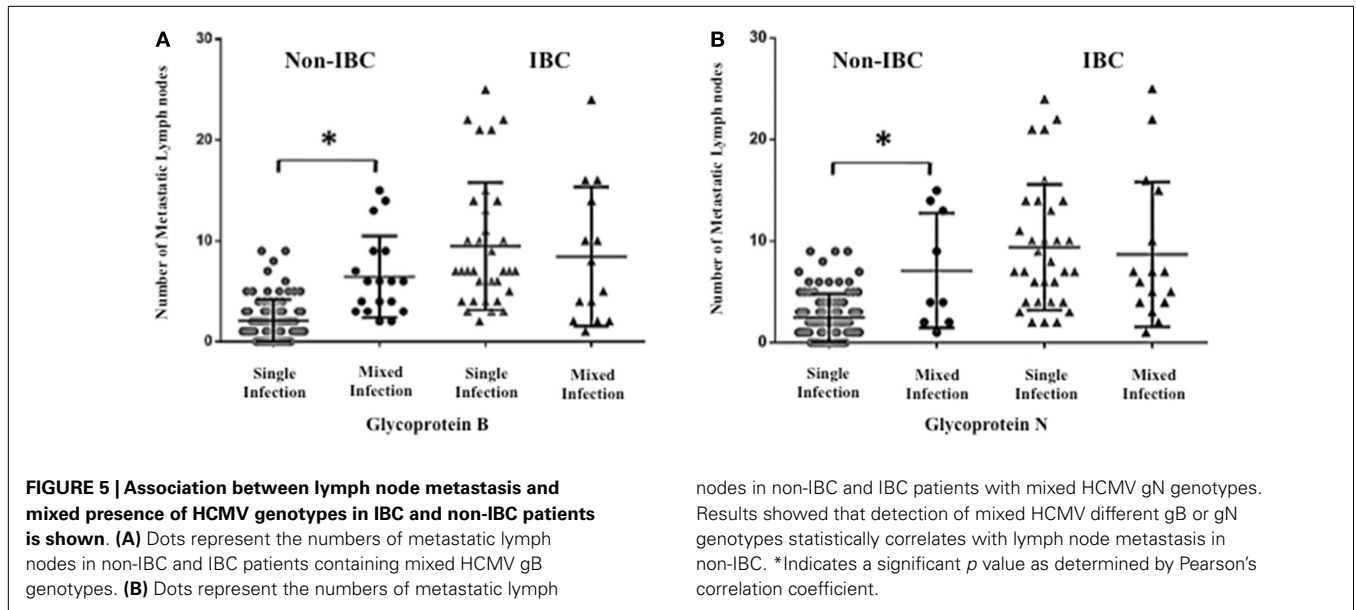 A
30
20
10
0
Number of Metastatic Lymph nodes
Non-IBC
IBC
*
Single
Infection
Mixed
Infection
Single
Infection
Mixed
Infection
Glycoprotein B
B
30
20
10
0
Number of Metastatic Lymph nodes
Non-IBC
IBC
*
Single
Infection
Mixed
Infection
Single
Infection
Mixed
Infection
Glycoprotein N
FIGURE 5 | Association between lymph node metastasis and
mixed presence of HCMV genotypes in IBC and non-IBC patients
is shown. (A) Dots represent the numbers of metastatic lymph
nodes in non-IBC and IBC patients containing mixed HCMV gB
genotypes. (B) Dots represent the numbers of metastatic lymph
nodes in non-IBC and IBC patients with mixed HCMV gN genotypes.
Results showed that detection of mixed HCMV different gB or gN
genotypes statistically correlates with lymph node metastasis in
non-IBC. *Indicates a significant p value as determined by Pearson's
correlation coefficient.